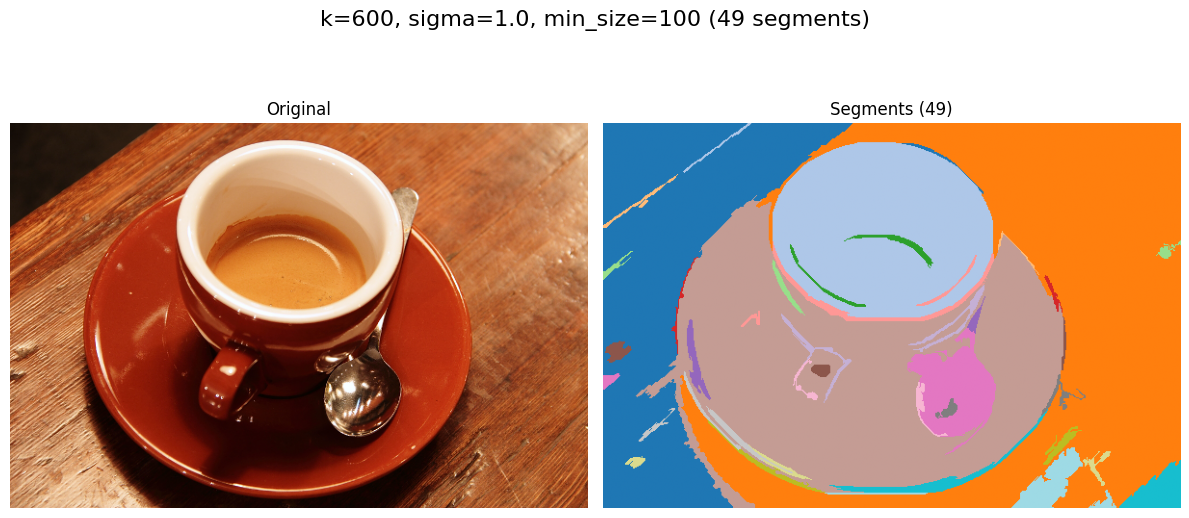 k=600, sigma=1.0, min_size=100 (49 segments)
Original
Segments (49)